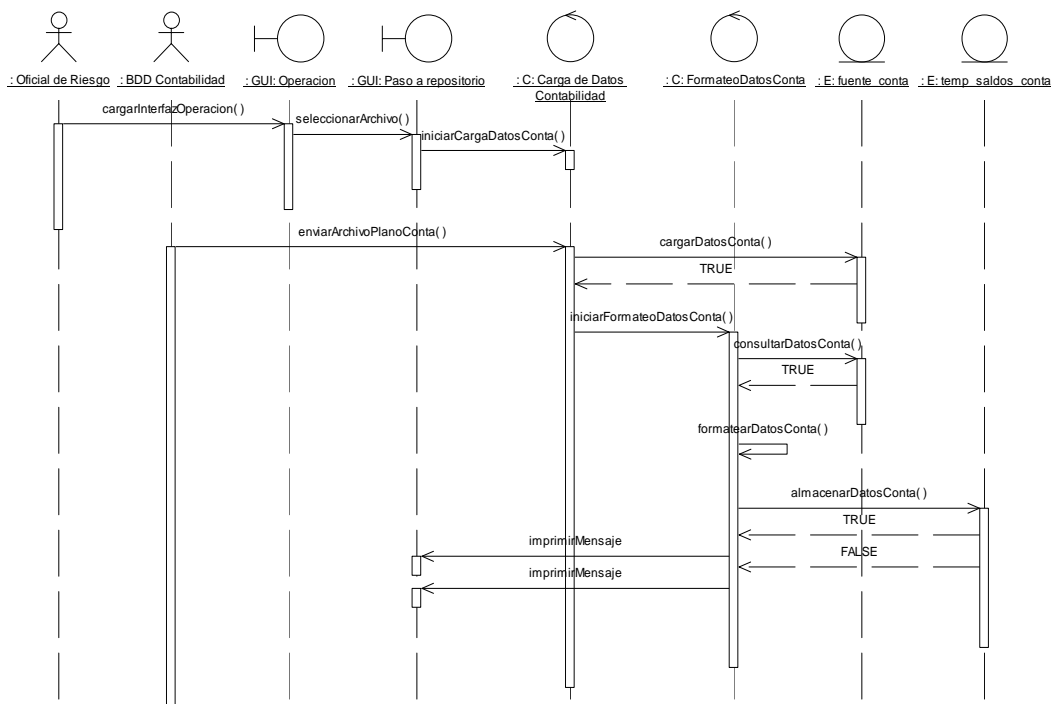 : Oficial de Riesgo
: BDD Contabilidad
: GUI: Operacion
: GUI: Paso a repositorio
: C: Carga de Datos
Contabilidad
: C: FormateoDatosConta
: E: fuente_conta
: E: temp_saldos_conta
cargarInterfazOperacion( )
seleccionarArchivo( )
iniciarCargaDatosConta( )
enviarArchivoPlanoConta( )
cargarDatosConta( )
TRUE
iniciarFormateoDatosConta( )
consultarDatosConta( )
TRUE
formatearDatosConta( )
almacenarDatosConta( )
TRUE
imprimirMensaje
FALSE
imprimirMensaje